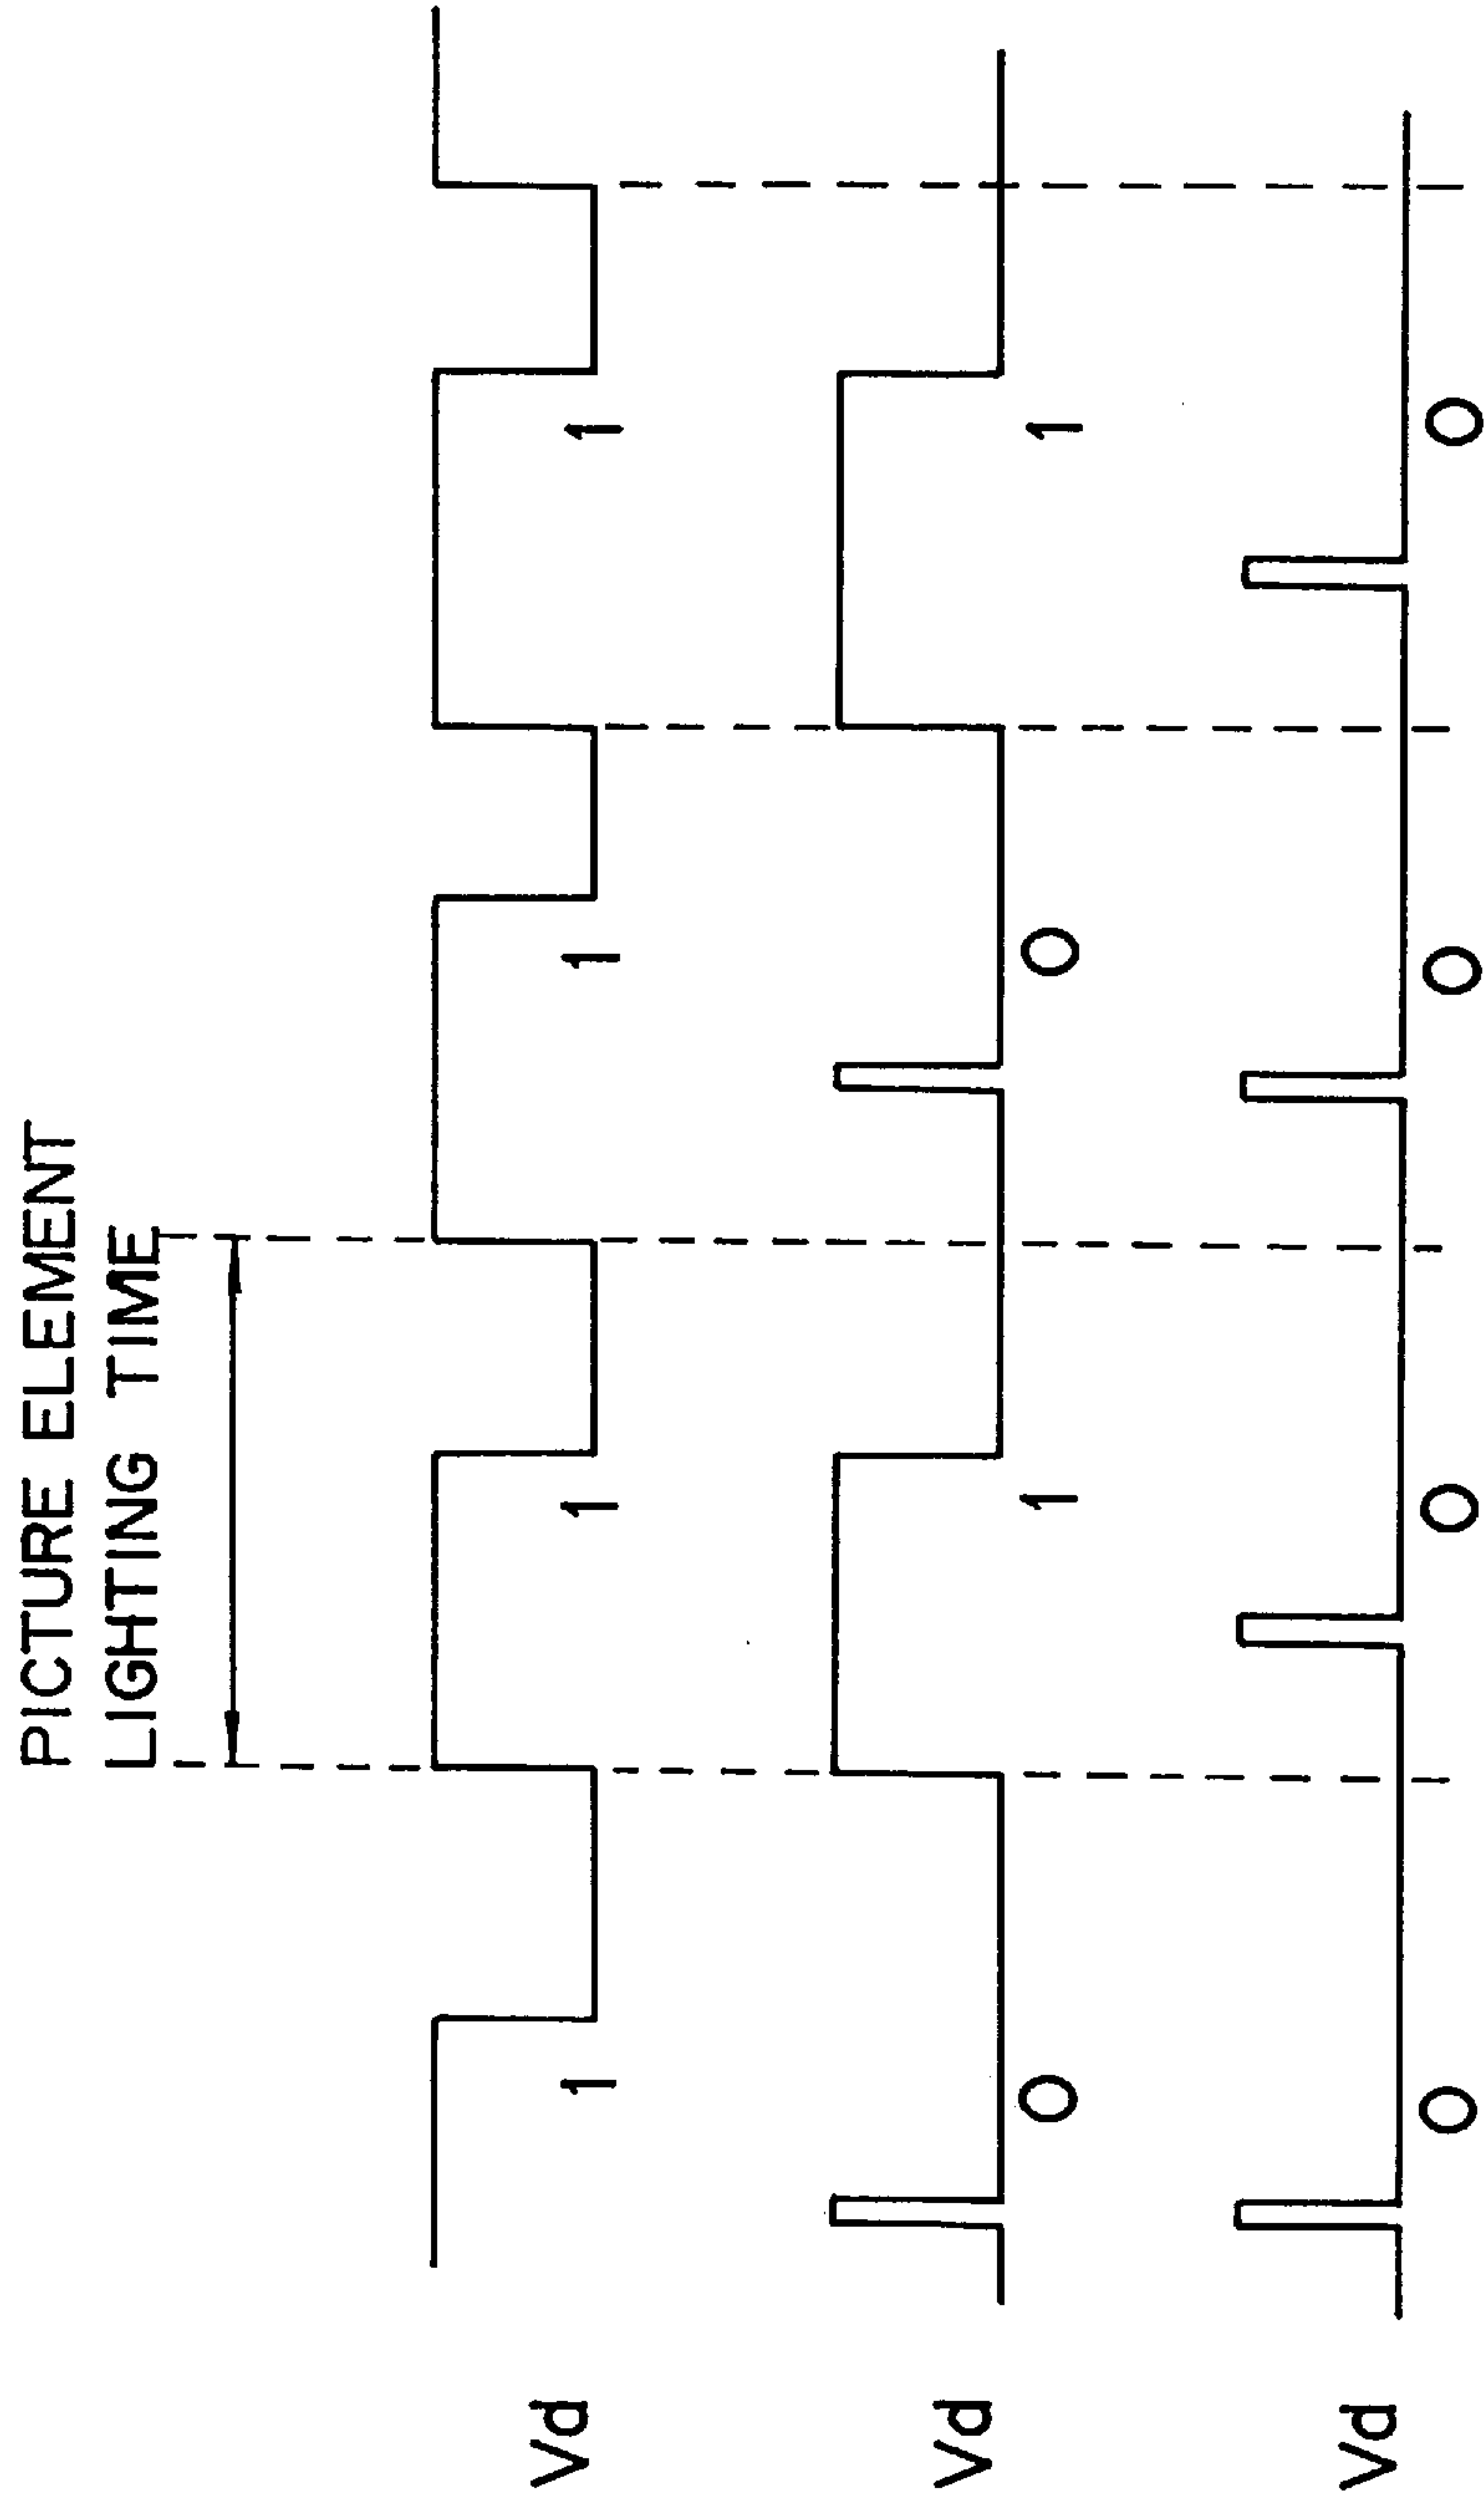 PICTURE ELEMENT
LIGHTING TIME
Vd 1 1 1 1
Vd 0 1 0 1
Vd 0 0 0 0